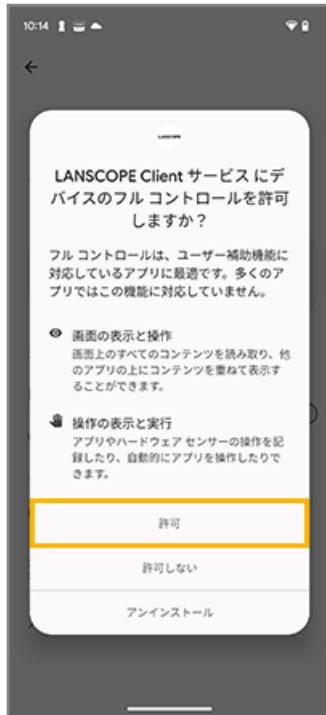 10:14
LANSCOPE
LANSCOPE Client サービス にデ
バイスのフル コントロールを許可
しますか？
フル コントロールは、ユーザー補助機能に
対応しているアプリに最適です。多くのア
プリではこの機能に対応していません。
画面の表示と操作
画面上のすべてのコンテンツを読み取り、他
のアプリの上にコンテンツを重ねて表示す
ることができます。
操作の表示と実行
アプリやハードウェア センサーの操作を記
録したり、自動的にアプリを操作したりで
きます。
許可
許可しない
アンインストール